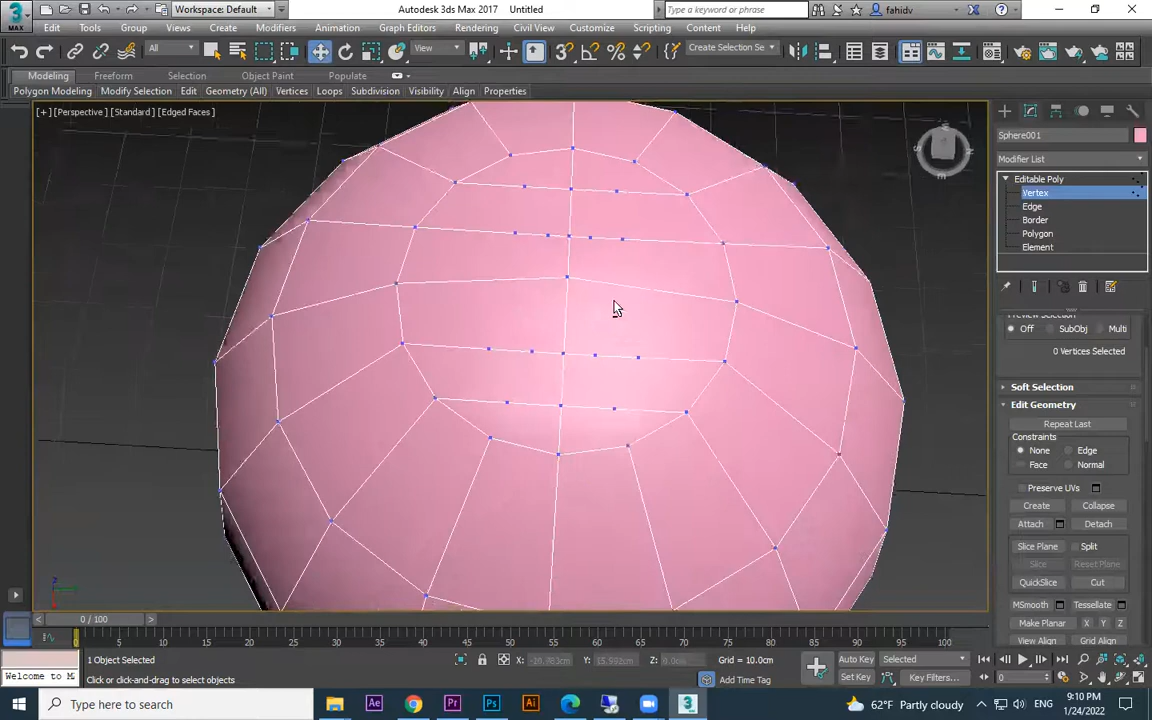 Workspace: Default
Autodesk 3ds Max 2017 Untitled
Type a keyword or phrase
fahidv
MAX
Edit Tools Group Views Create Modifiers Animation Graph Editors Rendering Civil View Customize Scripting Content Help
All
View
Create Selection Se
Modeling Freeform Selection Object Paint Populate
Polygon Modeling Modify Selection Edit Geometry (All) Vertices Loops Subdivision Visibility Align Properties
[+] [Perspective] [Standard] [Edged Faces]
Sphere001
Modifier List
Editable Poly
Vertex
Edge
Border
Polygon
Element
Preview Selection
Off SubObj Multi
0 Vertices Selected
Soft Selection
Edit Geometry
Repeat Last
Constraints
None Edge
Face Normal
Preserve UVs
Create Collapse
Attach Detach
Slice Plane Split
Slice Reset Plane
QuickSlice Cut
MSmooth Tessellate
Make Planar X Y Z
View Align Grid Align
0 / 100
0 5 10 15 20 25 30 35 40 45 50 55 60 65 70 75 80 85 90 95 100
1 Object Selected
X: Y: Z:
Grid = 10.0cm
Auto Key Selected
Welcome to M
Click or click-and-drag to select objects
Add Time Tag
Set Key Key Filters...
0
Type here to search
Ae Pr Ps Ai
62°F Partly cloudy
ENG
9:10 PM
1/24/2022